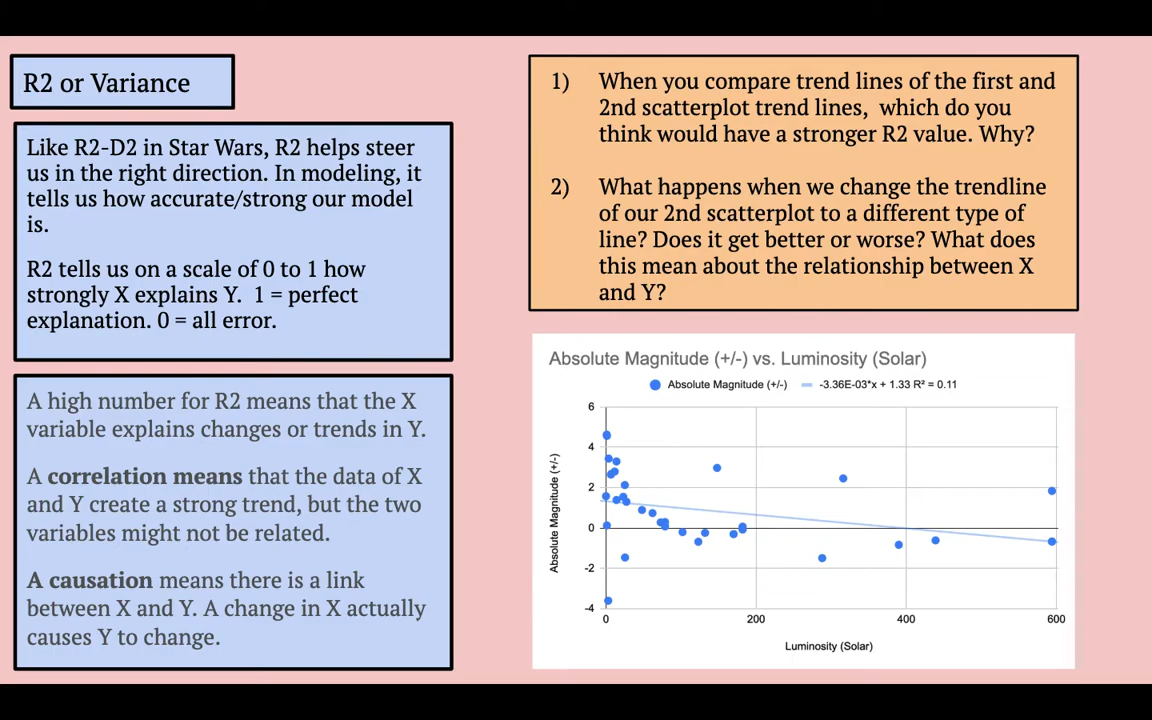 R2 or Variance
Like R2-D2 in Star Wars, R2 helps steer
us in the right direction. In modeling, it
tells us how accurate/strong our model
is.
R2 tells us on a scale of 0 to 1 how
strongly X explains Y. 1 = perfect
explanation. 0 = all error.
A high number for R2 means that the X
variable explains changes or trends in Y.
A correlation means that the data of X
and Y create a strong trend, but the two
variables might not be related.
A causation means there is a link
between X and Y. A change in X actually
causes Y to change.
1) When you compare trend lines of the first and
2nd scatterplot trend lines, which do you
think would have a stronger R2 value. Why?
2) What happens when we change the trendline
of our 2nd scatterplot to a different type of
line? Does it get better or worse? What does
this mean about the relationship between X
and Y?
Absolute Magnitude (+/-) vs. Luminosity (Solar)
Absolute Magnitude (+/-) -3.36E-03*x + 1.33 R² = 0.11
Absolute Magnitude (+/-)
6
4
2
0
-2
-4
0 200 400 600
Luminosity (Solar)